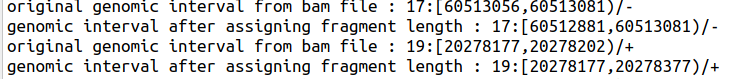 original genomic interval from bam file : 17:[60513056,60513081)/-
genomic interval after assigning fragment length : 17:[60512881,60513081)/-
original genomic interval from bam file : 19:[20278177,20278202)/+
genomic interval after assigning fragment length : 19:[20278177,20278377)/+